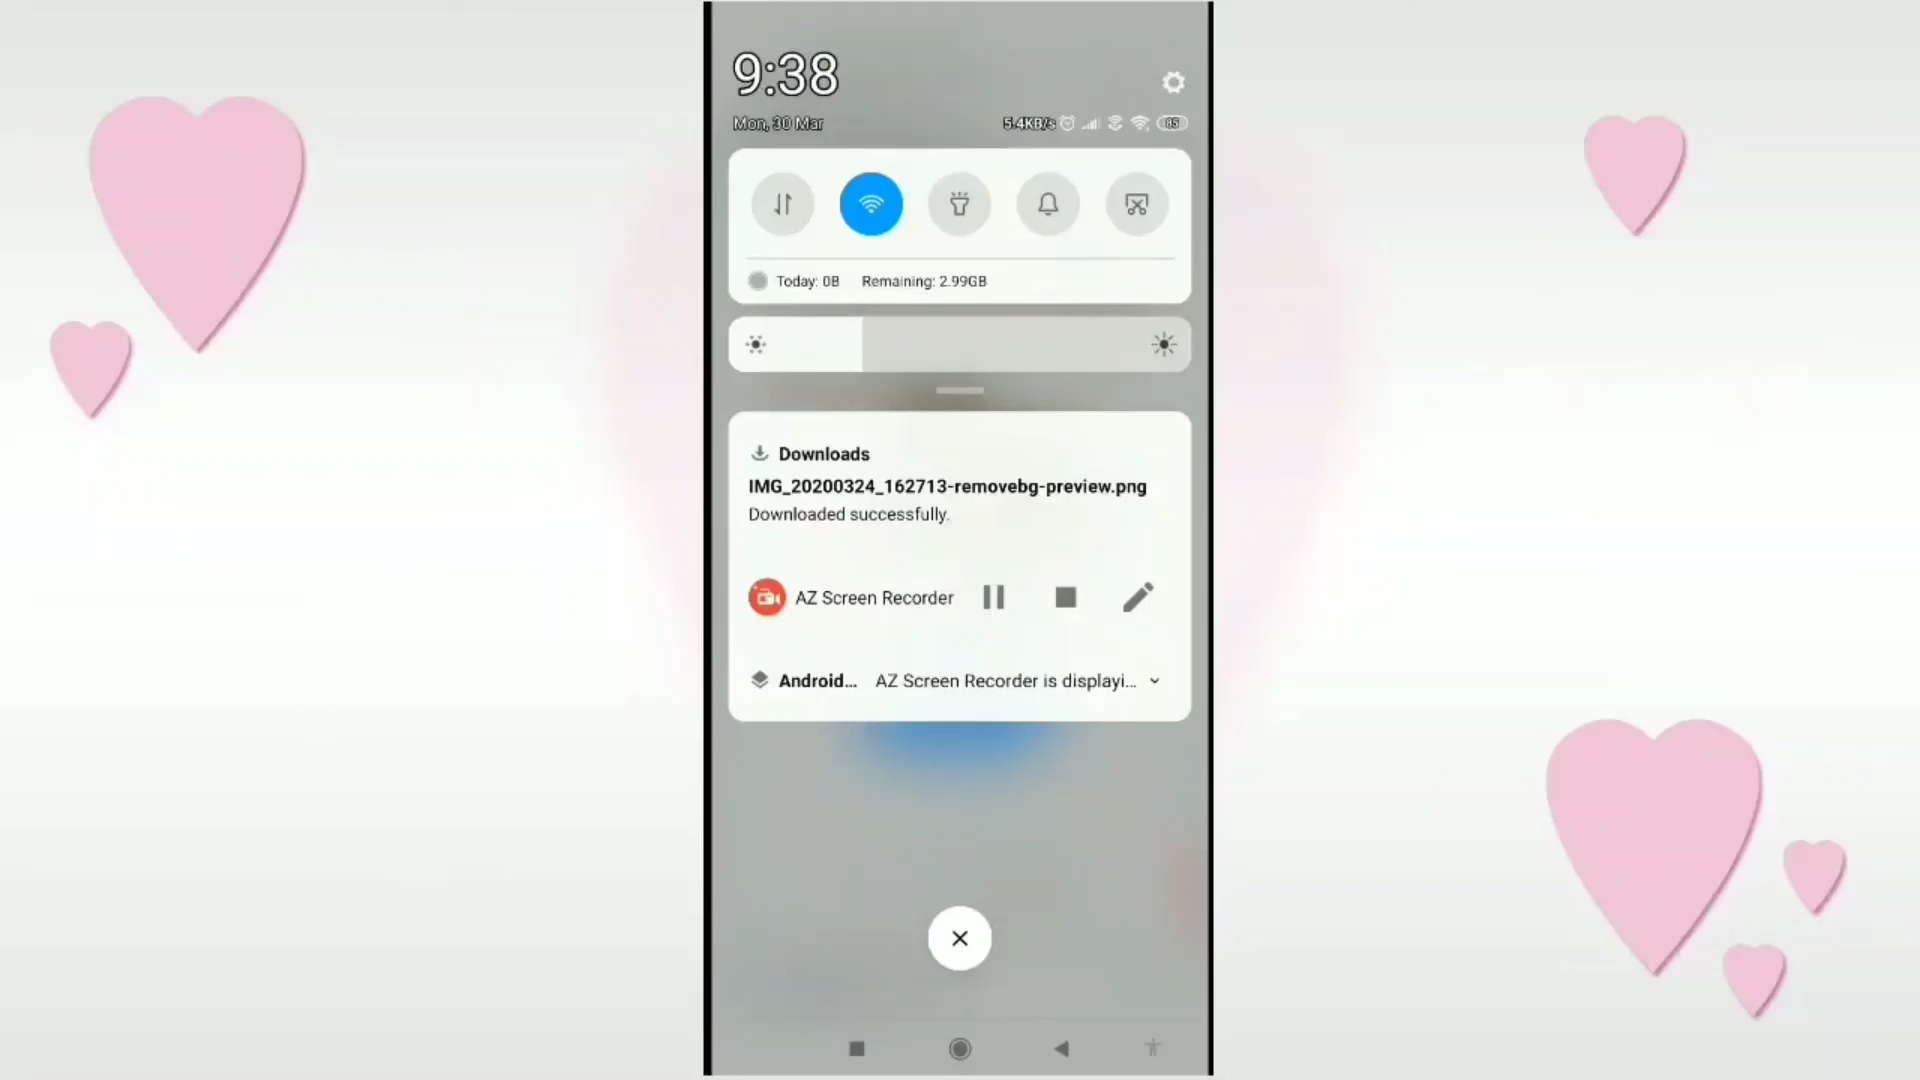 9:38
Mon, 30 Mar
5.4KB/s 85
Today: 0B Remaining: 2.99GB
Downloads
IMG_20200324_162713-removebg-preview.png
Downloaded successfully.
AZ Screen Recorder
Android... AZ Screen Recorder is displayi...